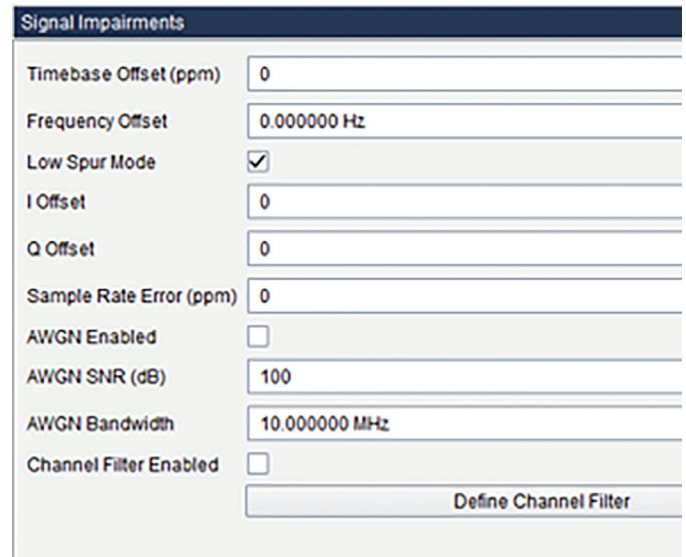 Signal Impairments
Timebase Offset (ppm) 0
Frequency Offset 0.000000 Hz
Low Spur Mode
I Offset 0
Q Offset 0
Sample Rate Error (ppm) 0
AWGN Enabled
AWGN SNR (dB) 100
AWGN Bandwidth 10.000000 MHz
Channel Filter Enabled
Define Channel Filter